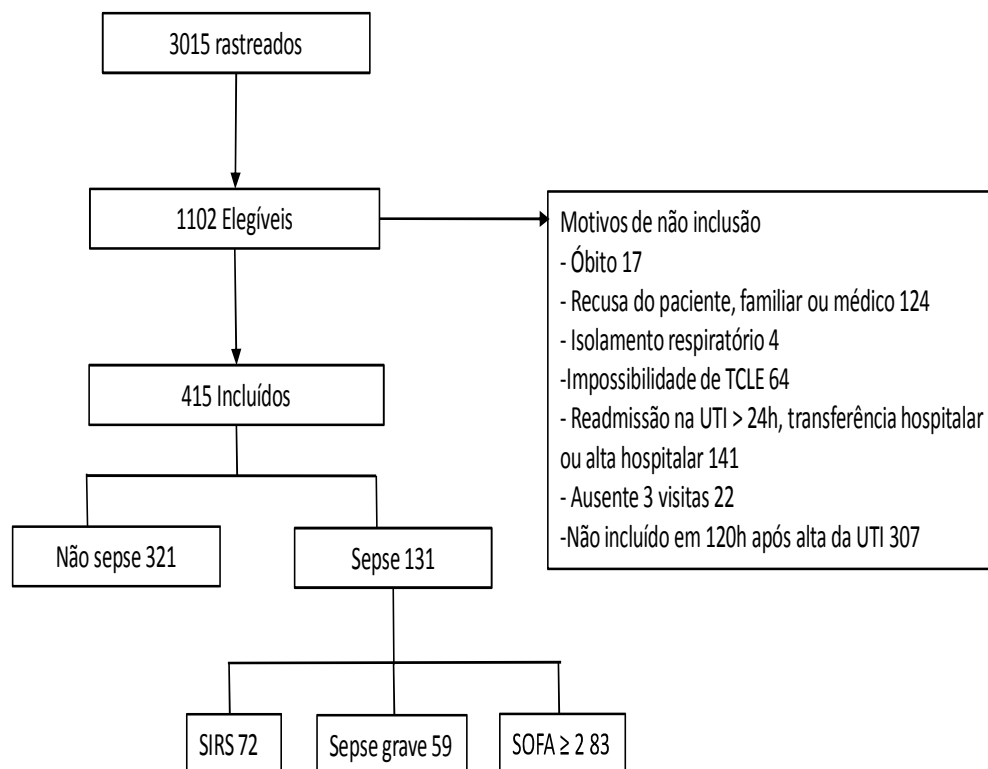 3015 rastreados
1102 Elegíveis
Motivos de não inclusão
- Óbito 17
- Recusa do paciente, familiar ou médico 124
- Isolamento respiratório 4
-Impossibilidade de TCLE 64
- Readmissão na UTI > 24h, transferência hospitalar
ou alta hospitalar 141
- Ausente 3 visitas 22
-Não incluído em 120h após alta da UTI 307
415 Incluídos
Não sepse 321
Sepse 131
SIRS 72
Sepse grave 59
SOFA ≥ 2 83